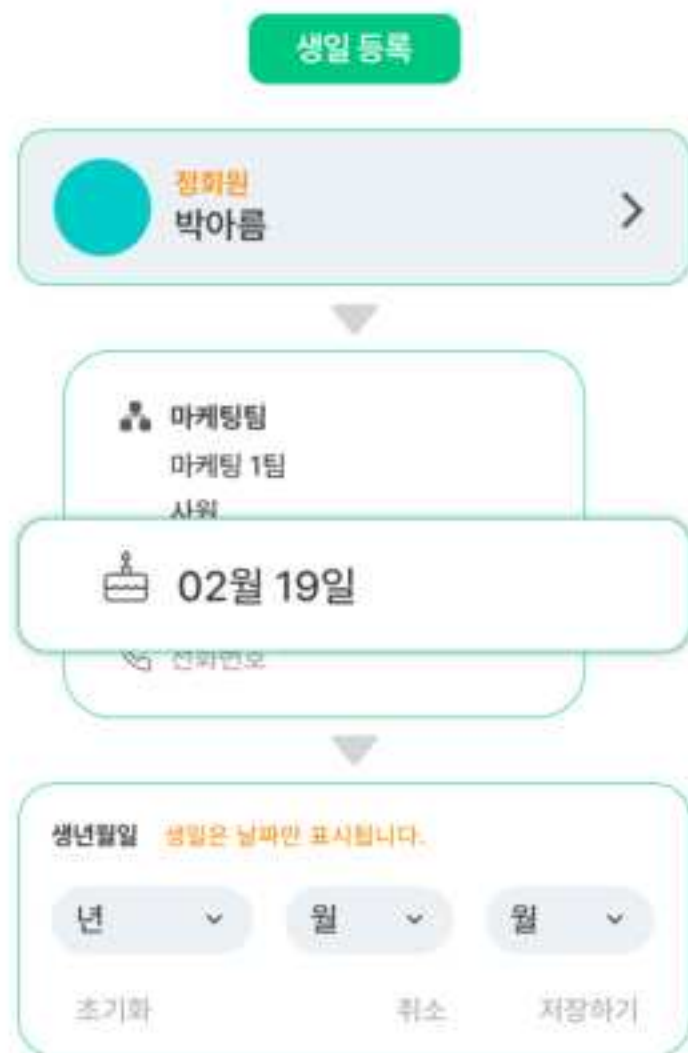 생일 등록
정회원
박아름
마케팅팀
마케팅 1팀
사원
02월 19일
전화번호
생년월일 생일은 날짜만 표시됩니다.
년 월 월
초기화 취소 저장하기